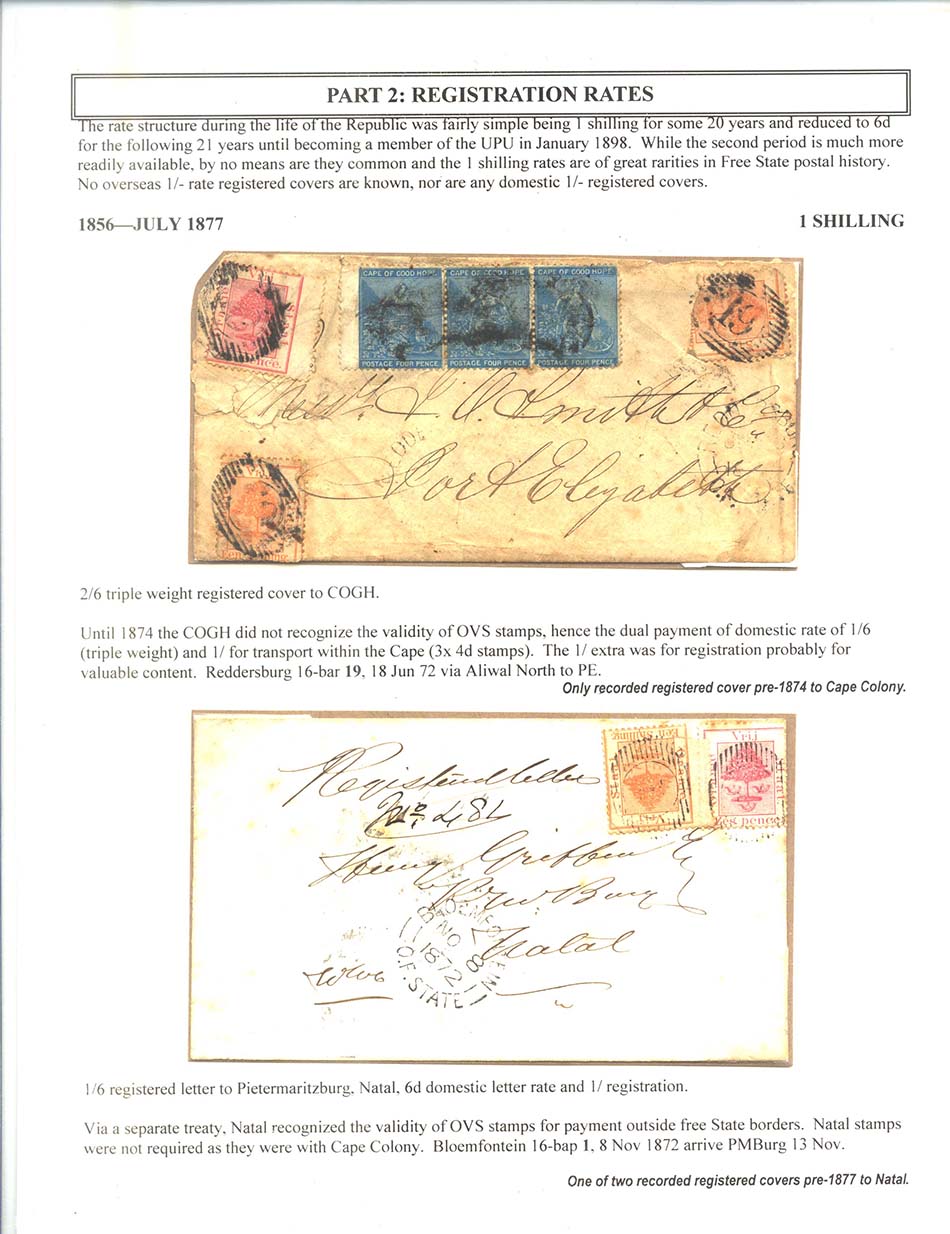 PART 2: REGISTRATION RATES
The rate structure during the life of the Republic was fairly simple being 1 shilling for some 20 years and reduced to 6d
for the following 21 years until becoming a member of the UPU in January 1898. While the second period is much more
readily available, by no means are they common and the 1 shilling rates are of great rarities in Free State postal history.
No overseas 1/- rate registered covers are known, nor are any domestic 1/- registered covers.
1856—JULY 1877
1 SHILLING
CAPE OF GOOD HOPE CAPE OF GOOD HOPE CAPE OF GOOD HOPE
POSTAGE FOUR PENCE POSTAGE FOUR PENCE POSTAGE FOUR PENCE
19
J. O. Smith & Co
Port Elizabeth
2/6 triple weight registered cover to COGH.
Until 1874 the COGH did not recognize the validity of OVS stamps, hence the dual payment of domestic rate of 1/6
(triple weight) and 1/ for transport within the Cape (3x 4d stamps). The 1/ extra was for registration probably for
valuable content. Reddersburg 16-bar 19, 18 Jun 72 via Aliwal North to PE.
Only recorded registered cover pre-1874 to Cape Colony.
Een Shilling
Vrij
Zes pence
Registered letter
No. 484
Henry Griffin
Natal
BLOEMFONTEIN
NO 8
1872
O.F. STATE
1/6 registered letter to Pietermaritzburg, Natal, 6d domestic letter rate and 1/ registration.
Via a separate treaty, Natal recognized the validity of OVS stamps for payment outside free State borders. Natal stamps
were not required as they were with Cape Colony. Bloemfontein 16-bap 1, 8 Nov 1872 arrive PMBurg 13 Nov.
One of two recorded registered covers pre-1877 to Natal.